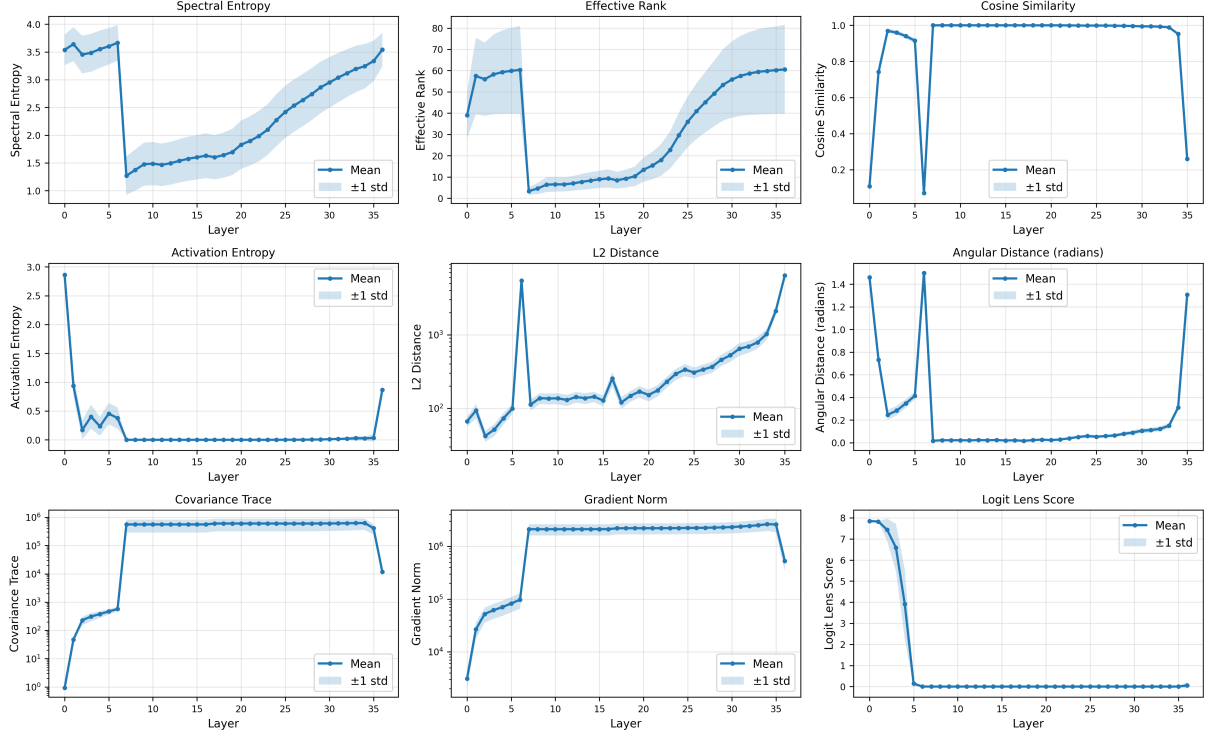 Spectral Entropy
Spectral Entropy
4.0
3.5
3.0
2.5
2.0
1.5
1.0
0 5 10 15 20 25 30 35
Layer
Mean
±1 std
Effective Rank
Effective Rank
80
70
60
50
40
30
20
10
0
0 5 10 15 20 25 30 35
Layer
Mean
±1 std
Cosine Similarity
Cosine Similarity
1.0
0.8
0.6
0.4
0.2
0 5 10 15 20 25 30 35
Layer
Mean
±1 std
Activation Entropy
Activation Entropy
3.0
2.5
2.0
1.5
1.0
0.5
0.0
0 5 10 15 20 25 30 35
Layer
Mean
±1 std
L2 Distance
L2 Distance
10³
10²
0 5 10 15 20 25 30 35
Layer
Mean
±1 std
Angular Distance (radians)
Angular Distance (radians)
1.4
1.2
1.0
0.8
0.6
0.4
0.2
0.0
0 5 10 15 20 25 30 35
Layer
Mean
±1 std
Covariance Trace
Covariance Trace
10⁶
10⁵
10⁴
10³
10²
10¹
10⁰
0 5 10 15 20 25 30 35
Layer
Mean
±1 std
Gradient Norm
Gradient Norm
10⁶
10⁵
10⁴
0 5 10 15 20 25 30 35
Layer
Mean
±1 std
Logit Lens Score
Logit Lens Score
8
7
6
5
4
3
2
1
0
0 5 10 15 20 25 30 35
Layer
Mean
±1 std